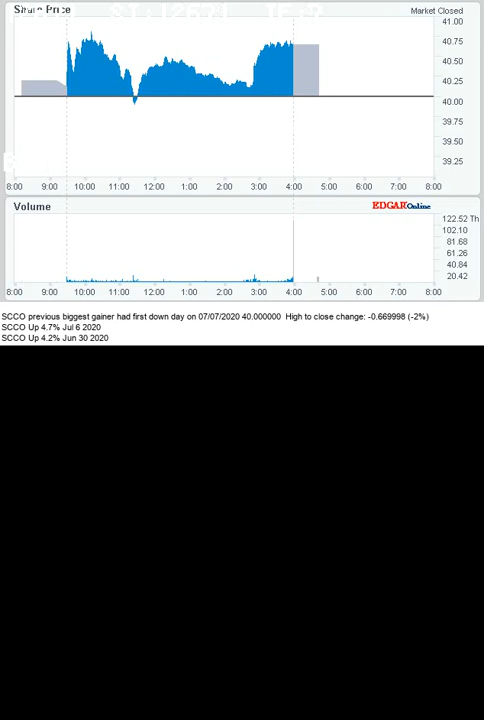 Share Price
Market Closed
41.00
40.75
40.50
40.25
40.00
39.75
39.50
39.25
8:00 9:00 10:00 11:00 12:00 1:00 2:00 3:00 4:00 5:00 6:00 7:00 8:00
Volume
EDGAR Online
122.52 Th
102.10
81.68
61.26
40.84
20.42
8:00 9:00 10:00 11:00 12:00 1:00 2:00 3:00 4:00 5:00 6:00 7:00 8:00
SCCO previous biggest gainer had first down day on 07/07/2020 40.000000 High to close change: -0.669998 (-2%)
SCCO Up 4.7% Jul 6 2020
SCCO Up 4.2% Jun 30 2020